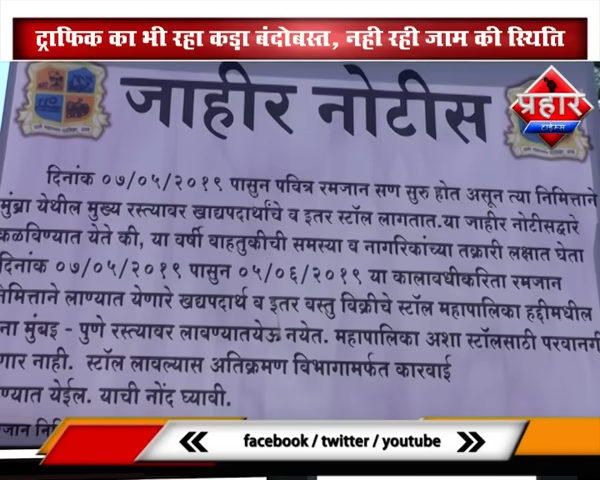 ट्राफिक का भी रहा कड़ा बंदोबस्त, नही रही जाम की स्थिति
जाहीर नोटीस
प्रहार
टाईम्स
दिनांक ०७/०५/२०१९ पासुन पवित्र रमजान सण सुरु होत असून त्या निमित्ताने
मुंब्रा येथील मुख्य रस्त्यावर खाद्यपदार्थांचे व इतर स्टॉल लागतात.या जाहीर नोटीसद्वारे
कळविण्यात येते की, या वर्षी वाहतुकीची समस्या व नागरिकांच्या तक्रारी लक्षात घेता
दिनांक ०७/०५/२०१९ पासुन ०५/०६/२०१९ या कालावधीकरिता रमजान
निमित्ताने लाण्यात येणारे खद्यपदार्थ व इतर वस्तु विक्रीचे स्टॉल महापालिका हद्दीमधील
ना मुंबई - पुणे रस्त्यावर लावण्यातयेऊ नयेत. महापालिका अशा स्टॉलसाठी परवानगी
णार नाही. स्टॉल लावल्यास अतिक्रमण विभागामर्फत कारवाई
ण्यात येईल. याची नोंद घ्यावी.
facebook / twitter / youtube